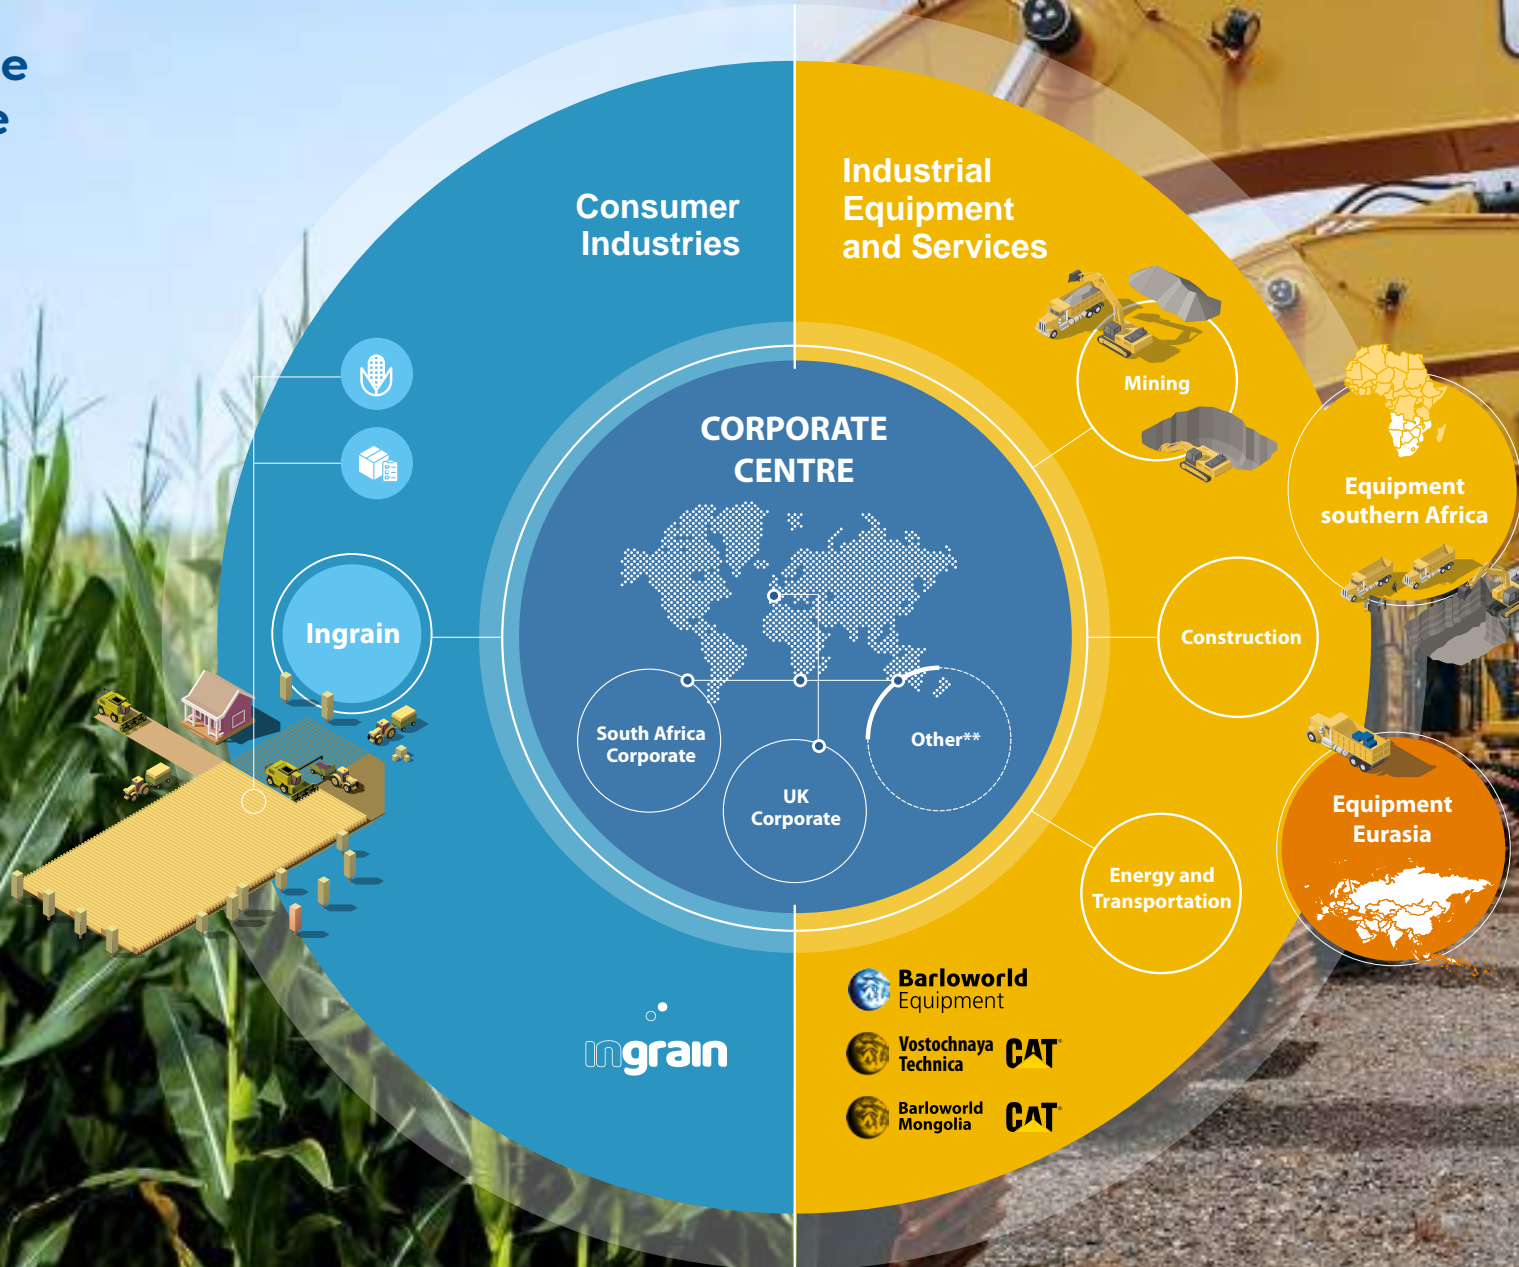 e
e
Consumer
Industries
Industrial
Equipment
and Services
Mining
CORPORATE
CENTRE
Equipment
southern Africa
Ingrain
Construction
South Africa
Corporate
Other**
UK
Corporate
Equipment
Eurasia
Energy and
Transportation
Barloworld
Equipment
ingrain
Vostochnaya
Technica
CAT®
Barloworld
Mongolia
CAT®